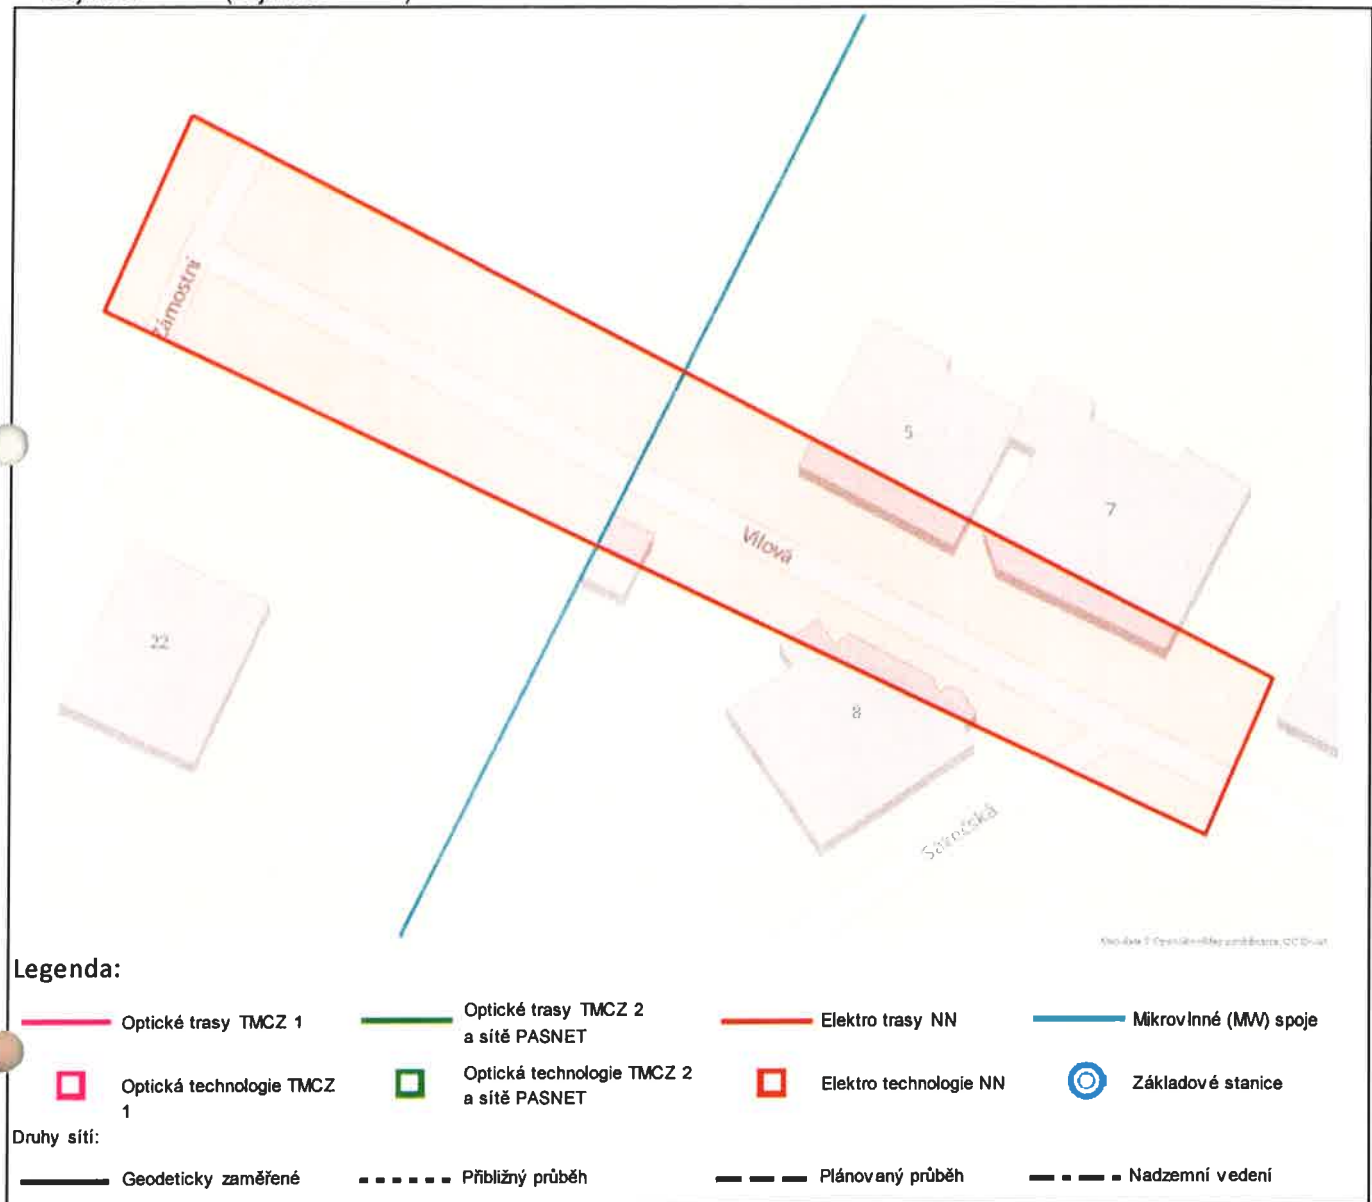 Zámostní
5
7
Vilová
22
8
Legenda:
Optické trasy TMCZ 1
Optické trasy TMCZ 2
a sítě PASNET
Elektro trasy NN
Mikrovlnné (MW) spoje
Optická technologie TMCZ
1
Optická technologie TMCZ 2
a sítě PASNET
Elektro technologie NN
Základové stanice
Druhy sítí:
Geodeticky zaměřené
Přibližný průběh
Plánovaný průběh
Nadzemní vedení